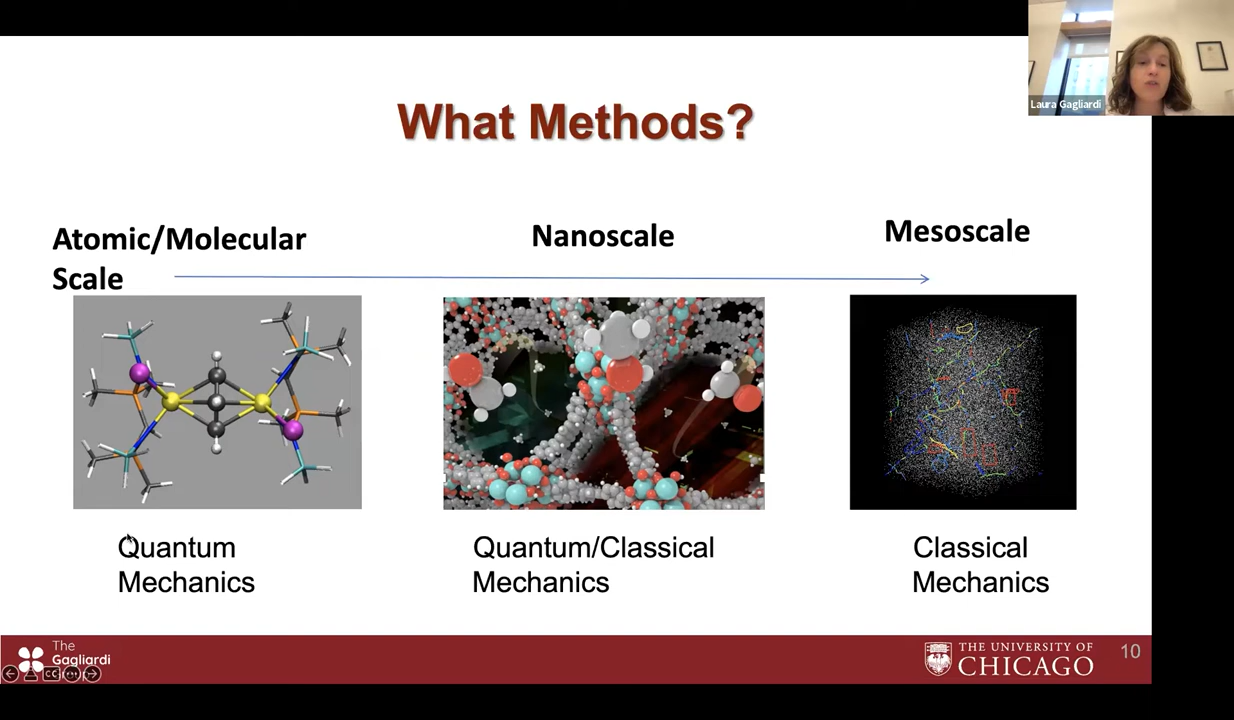 Laura Gagliardi
What Methods?
Atomic/Molecular
Scale
Nanoscale
Mesoscale
Quantum
Mechanics
Quantum/Classical
Mechanics
Classical
Mechanics
The
Gagliardi
THE UNIVERSITY OF
CHICAGO
10